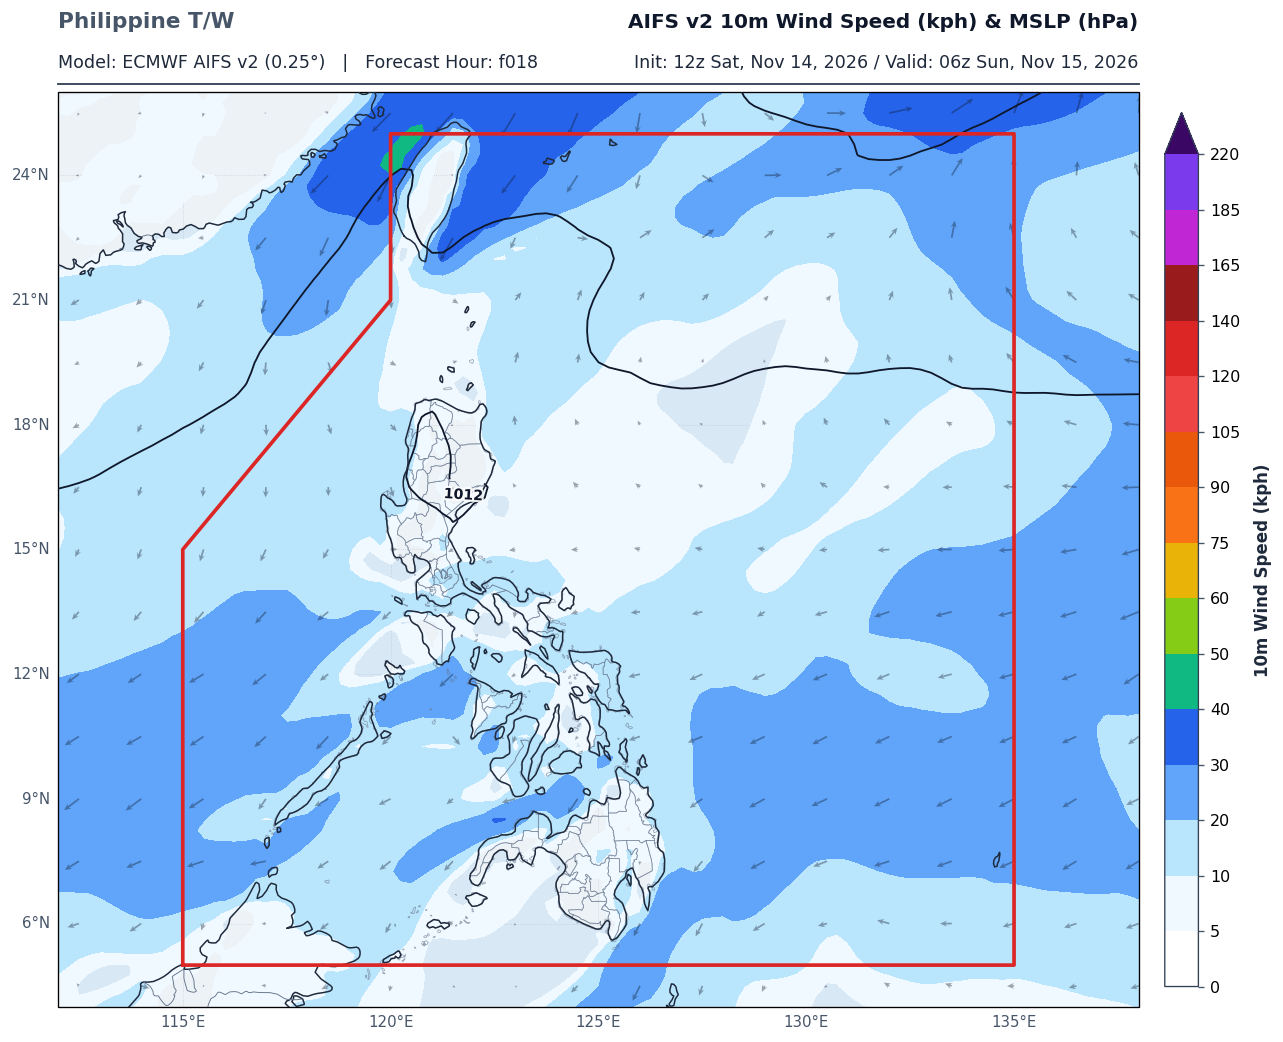 Philippine T/W
AIFS v2 10m Wind Speed (kph) & MSLP (hPa)
Model: ECMWF AIFS v2 (0.25°)   |   Forecast Hour: f018
Init: 12z Sat, Nov 14, 2026 / Valid: 06z Sun, Nov 15, 2026
24°N
21°N
18°N
15°N
12°N
9°N
6°N
1012
115°E
120°E
125°E
130°E
135°E
220
185
165
140
120
105
90
75
60
50
40
30
20
10
5
0
10m Wind Speed (kph)